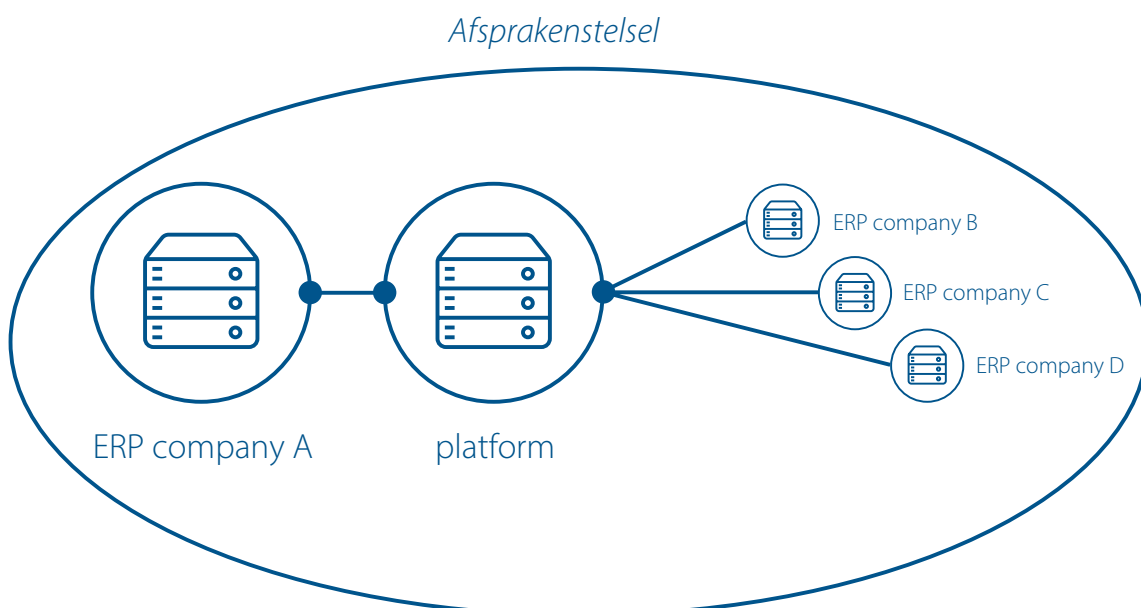 Afsprakenstelsel
ERP company B
ERP company C
ERP company D
ERP company A
platform